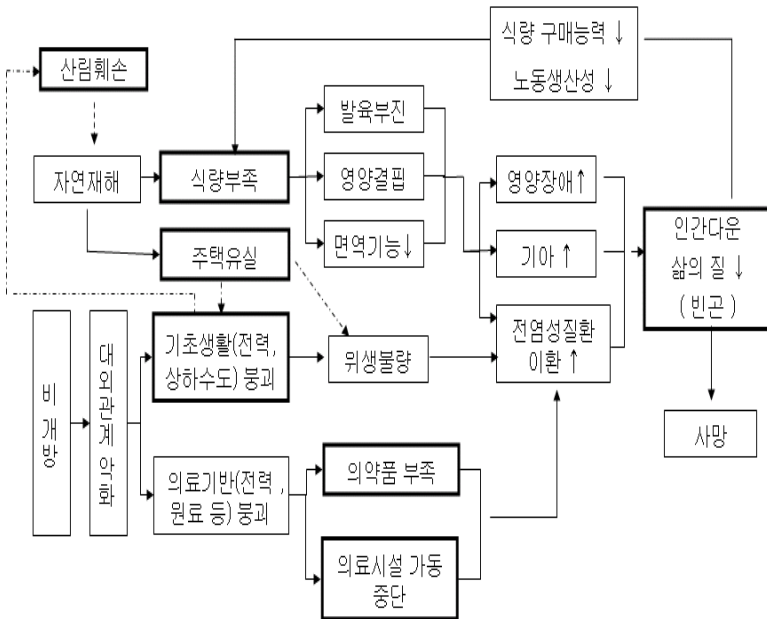 식량 구매능력 ↓
노동생산성 ↓
산림훼손
발육부진
자연재해
식량부족
영양결핍
영양장애↑
면역기능↓
기아 ↑
인간다운
삶의 질 ↓
( 빈곤 )
주택유실
기초생활(전력,
상하수도) 붕괴
위생불량
전염성질환
이환 ↑
비개방
대외관계 악화
사망
의료기반(전력 ,
원료 등) 붕괴
의약품 부족
의료시설 가동
중단